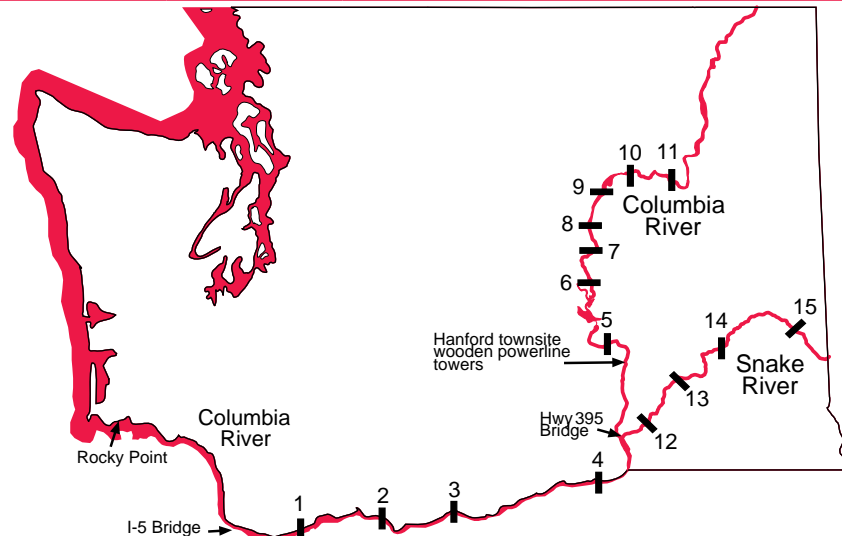 10
11
9
Columbia
River
8
7
6
5
Hanford townsite
wooden powerline
towers
14
15
Snake
River
13
Hwy 395
Bridge
12
Columbia
River
Rocky Point
4
3
2
1
I-5 Bridge